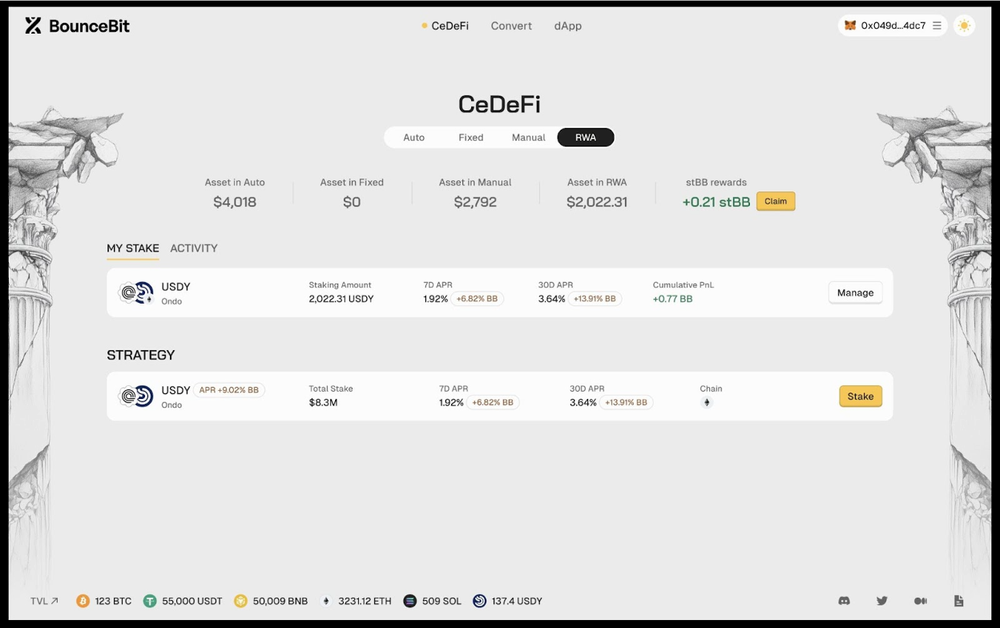 BounceBit
CeDeFi Convert dApp
0x049d...4dc7
CeDeFi
Auto Fixed Manual RWA
Asset in Auto Asset in Fixed Asset in Manual Asset in RWA stBB rewards
$4,018 $0 $2,792 $2,022.31 +0.21 stBB Claim
MY STAKE ACTIVITY
USDY
Ondo
Staking Amount 7D APR 30D APR Cumulative PnL
2,022.31 USDY 1.92% +6.82% BB 3.64% +13.91% BB +0.77 BB
Manage
STRATEGY
USDY APR +9.02% BB
Ondo
Total Stake 7D APR 30D APR Chain
$8.3M 1.92% +6.82% BB 3.64% +13.91% BB
Stake
TVL 123 BTC 55,000 USDT 50,009 BNB 3231.12 ETH 509 SOL 137.4 USDY